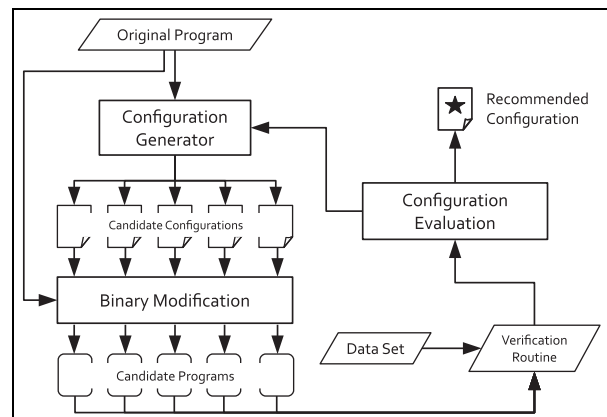 Original Program
Configuration
Generator
Recommended
Configuration
Candidate Configurations
Configuration
Evaluation
Binary Modification
Data Set
Verification
Routine
Candidate Programs